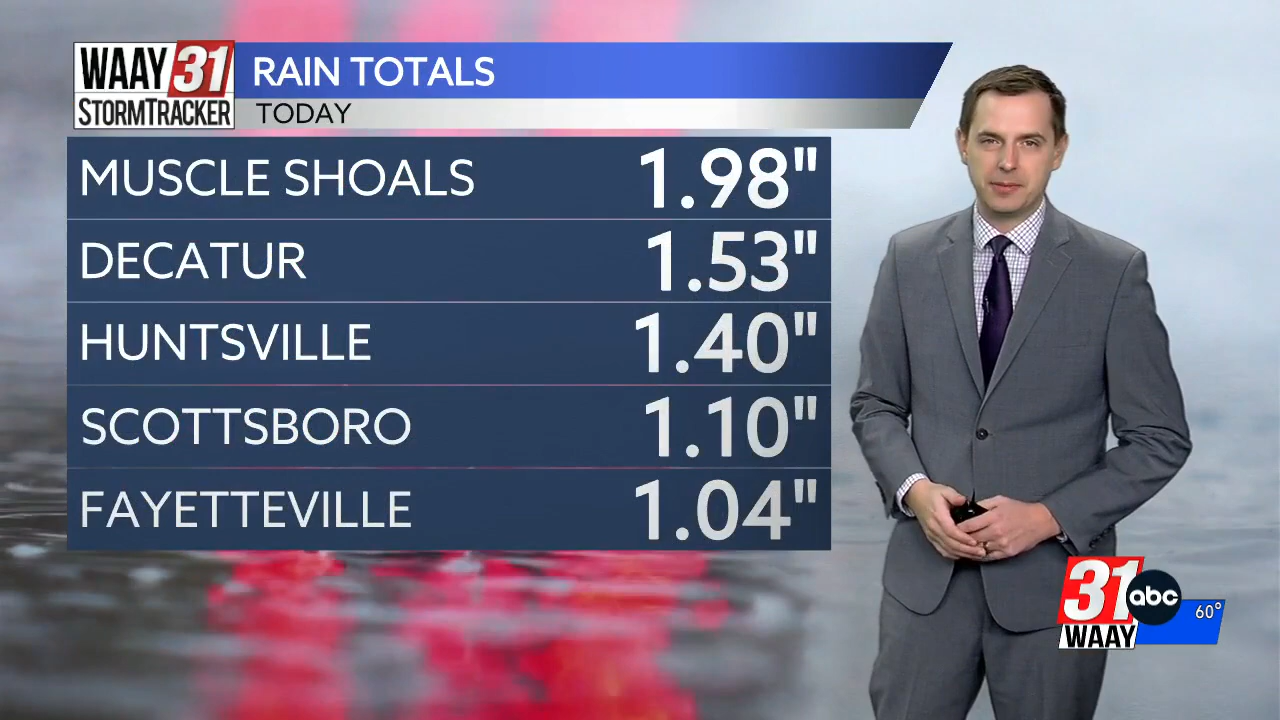 WAAY 31
STORMTRACKER
RAIN TOTALS
TODAY
MUSCLE SHOALS 1.98"
DECATUR 1.53"
HUNTSVILLE 1.40"
SCOTTSBORO 1.10"
FAYETTEVILLE 1.04"
31 abc 60°
WAAY